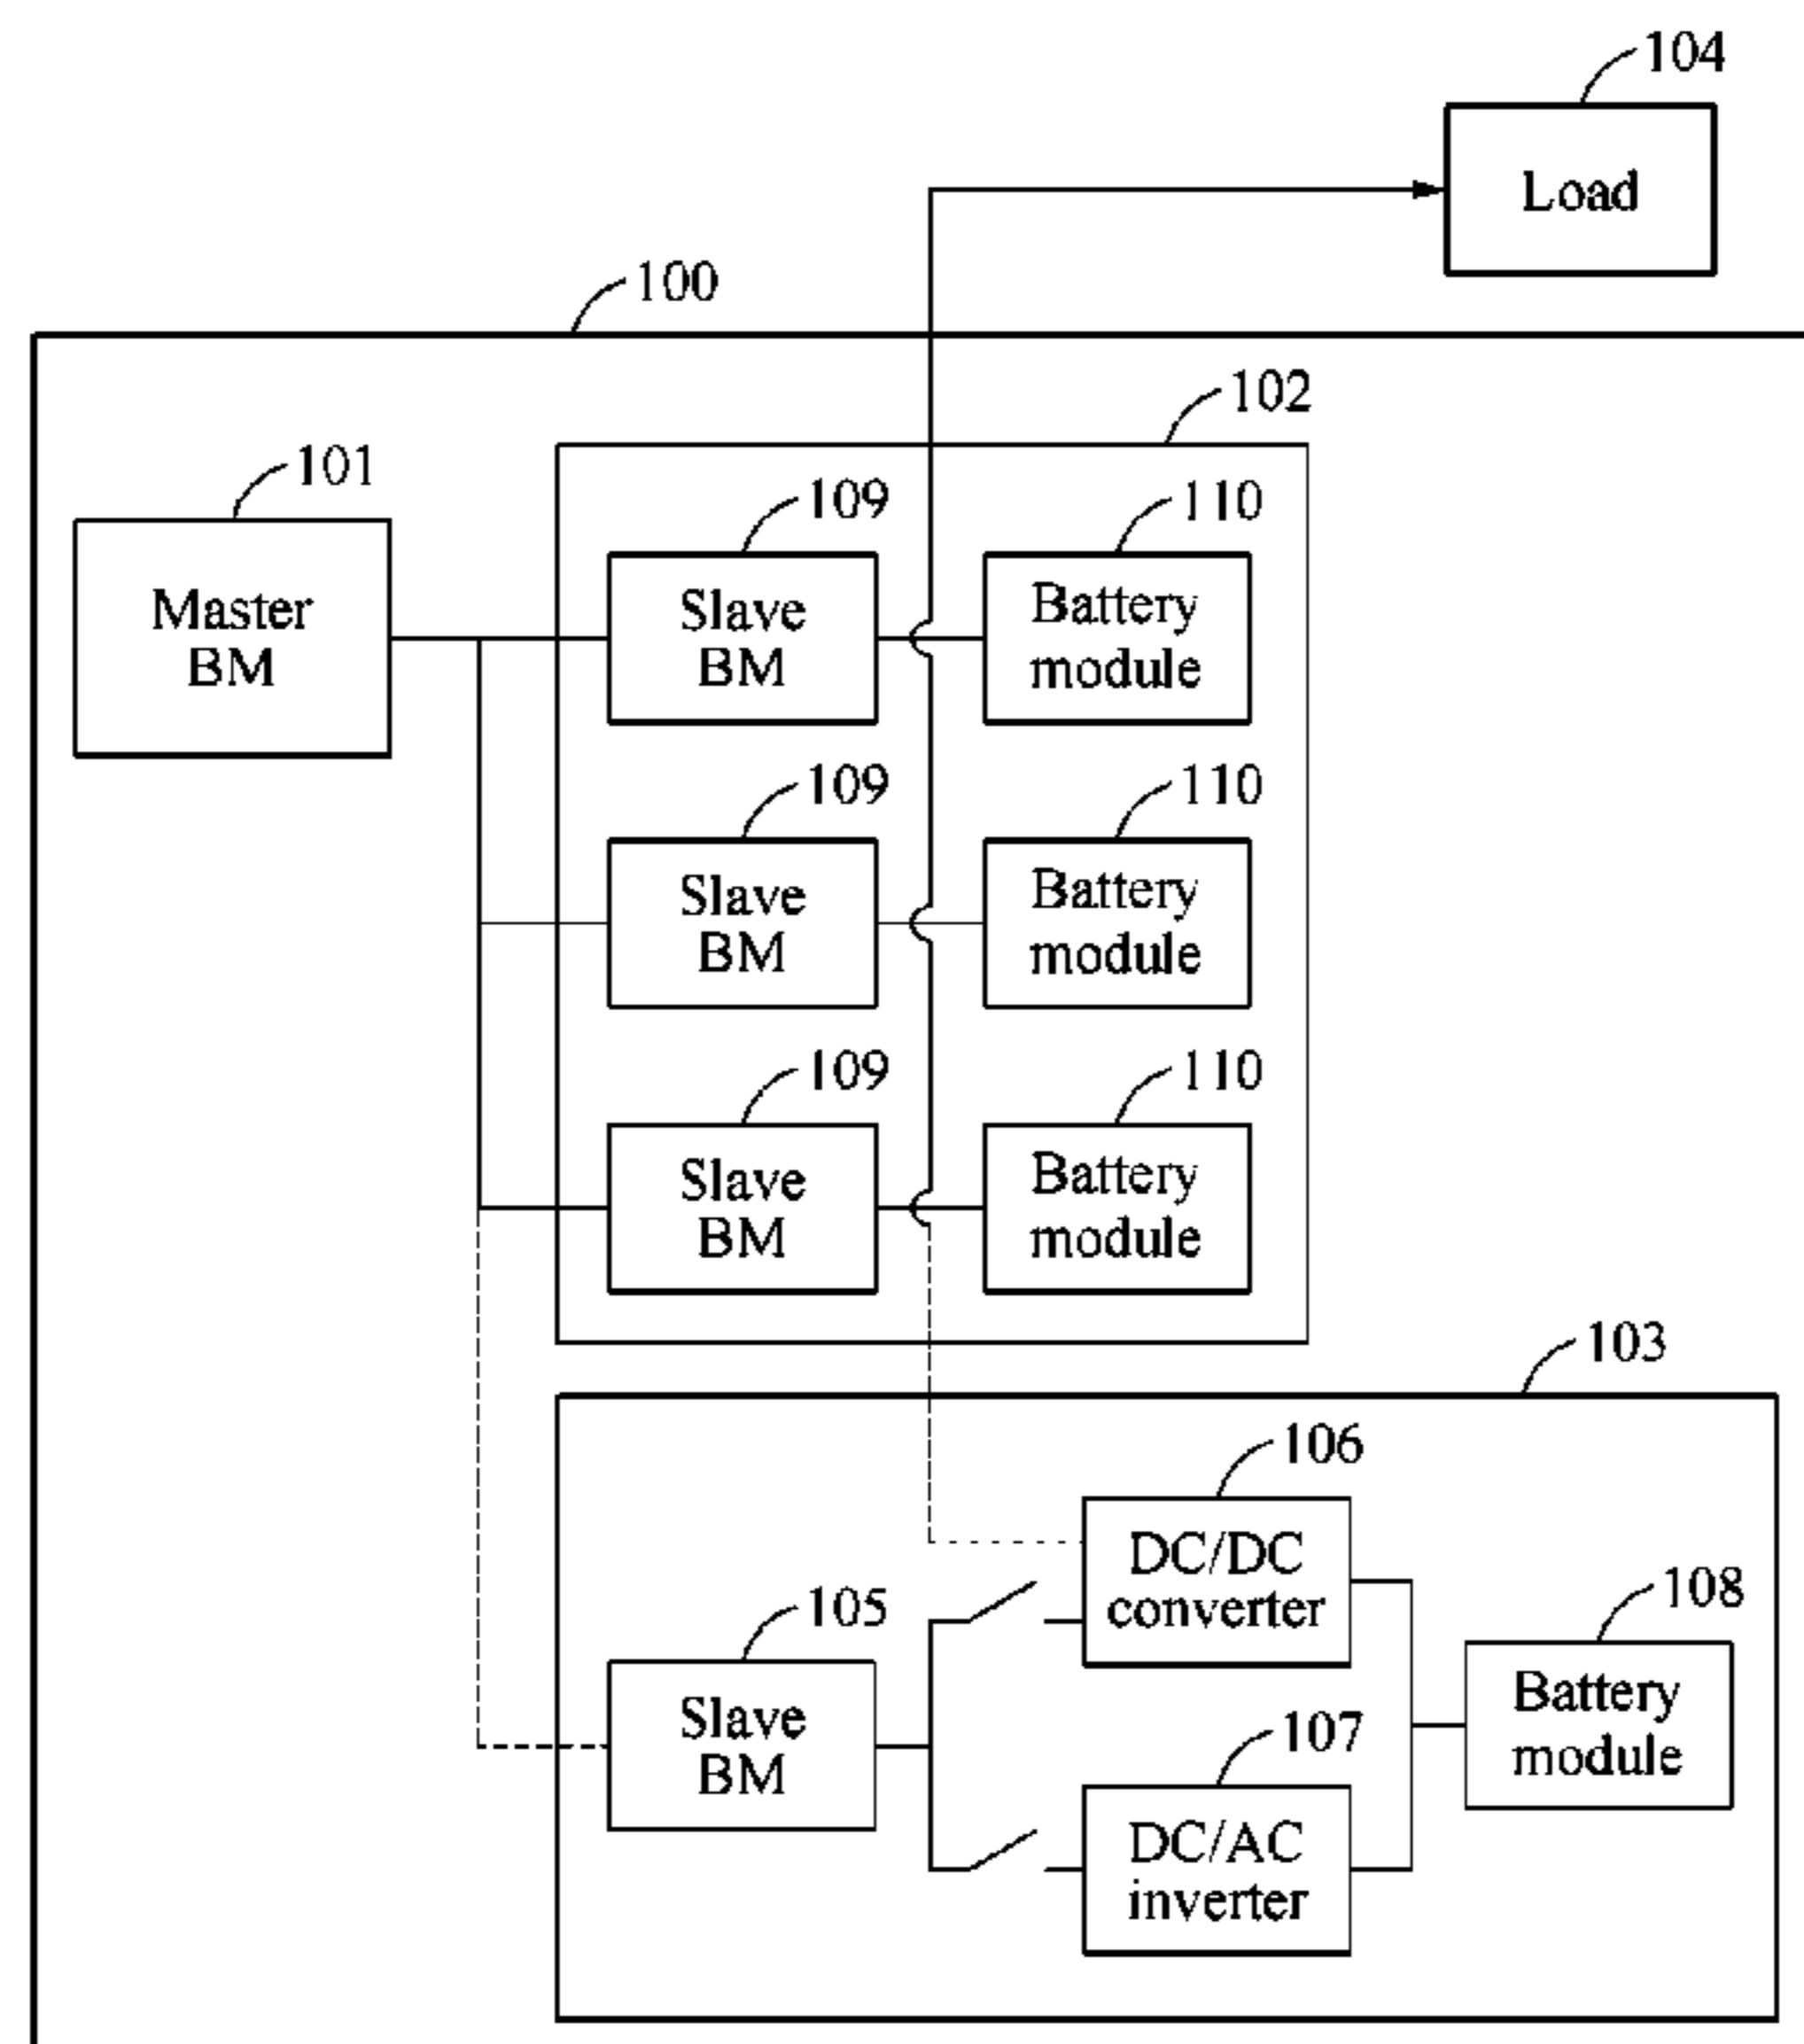 104
Load
100
102
101
Master
BM
109
Slave
BM
110
Battery
module
109
Slave
BM
110
Battery
module
109
Slave
BM
110
Battery
module
103
106
DC/DC
converter
105
Slave
BM
108
Battery
module
107
DC/AC
inverter